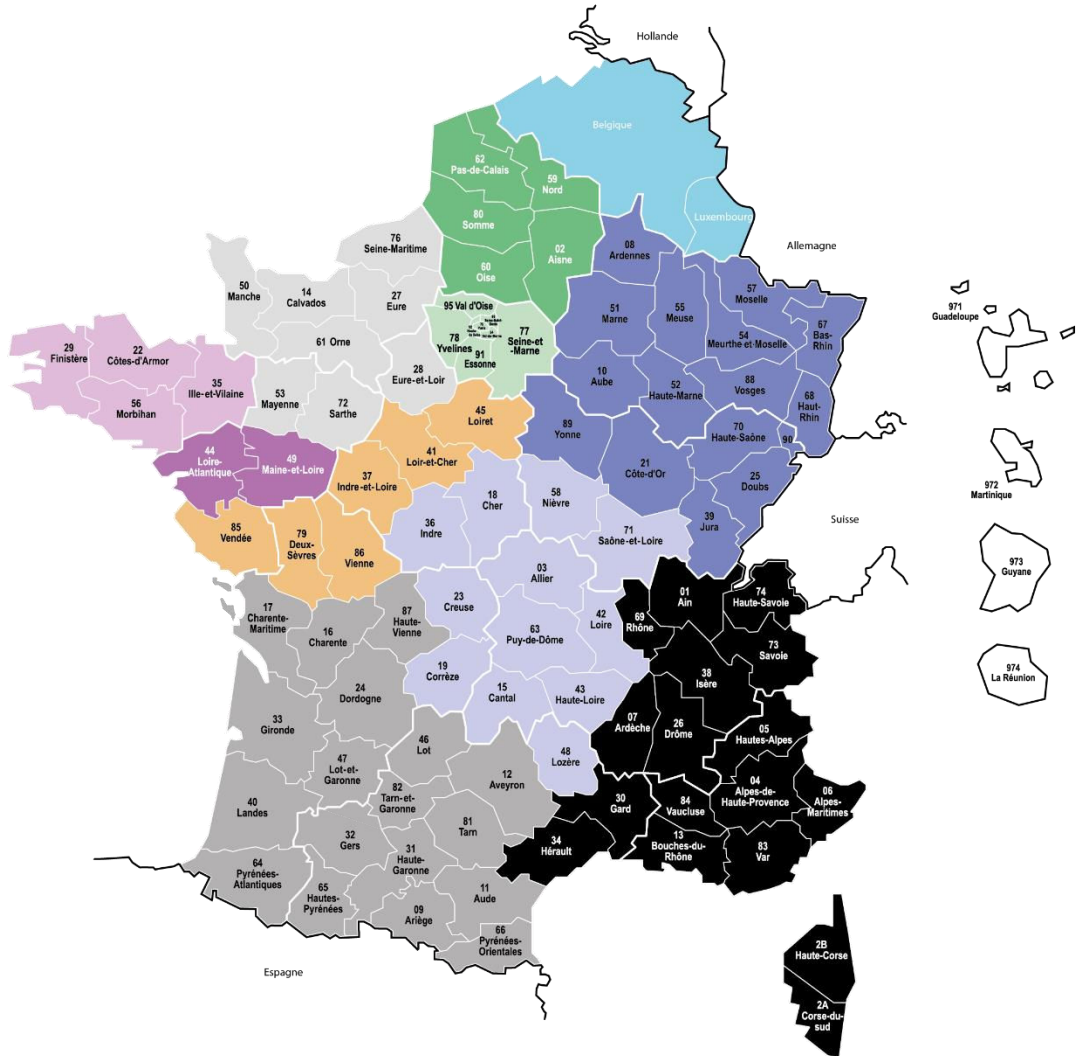 Hollande
Belgique
Luxembourg
Allemagne
62
Pas-de-Calais
59
Nord
80
Somme
02
Aisne
60
Oise
76
Seine-Maritime
27
Eure
50
Manche
14
Calvados
61 Orne
28
Eure-et-Loir
53
Mayenne
72
Sarthe
95 Val d'Oise
78
Yvelines
91
Essonne
77
Seine-et
-Marne
08
Ardennes
51
Marne
55
Meuse
57
Moselle
54
Meurthe et-Moselle
67
Bas-
Rhin
10
Aube
52
Haute-Marne
88
Vosges
68
Haut-
Rhin
89
Yonne
21
Côte-d'Or
70
Haute-Saône
90
25
Doubs
39
Jura
29
Finistère
22
Côtes-d'Armor
35
Ille-et-Vilaine
56
Morbihan
44
Loire-
Atlantique
49
Maine-et-Loire
45
Loiret
41
Loir-et-Cher
37
Indre-et-Loire
85
Vendée
79
Deux-
Sèvres
86
Vienne
18
Cher
36
Indre
58
Nièvre
71
Saône-et-Loire
03
Allier
23
Creuse
63
Puy-de-Dôme
42
Loire
19
Corrèze
15
Cantal
43
Haute-Loire
48
Lozère
17
Charente-
Maritime
16
Charente
87
Haute-
Vienne
24
Dordogne
33
Gironde
46
Lot
47
Lot-et-
Garonne
12
Aveyron
82
Tarn-et-
Garonne
40
Landes
81
Tarn
32
Gers
31
Haute-
Garonne
64
Pyrénées-
Atlantiques
65
Hautes-
Pyrénées
09
Ariège
11
Aude
66
Pyrénées-
Orientales
01
Ain
74
Haute-Savoie
69
Rhône
73
Savoie
38
Isère
07
Ardèche
26
Drôme
05
Hautes-Alpes
04
Alpes-de-
Haute-Provence
06
Alpes-
Maritimes
30
Gard
84
Vaucluse
34
Hérault
13
Bouches-du-
Rhône
83
Var
2B
Haute-Corse
2A
Corse-du-
sud
Suisse
Espagne
971
Guadeloupe
972
Martinique
973
Guyane
974
La Réunion